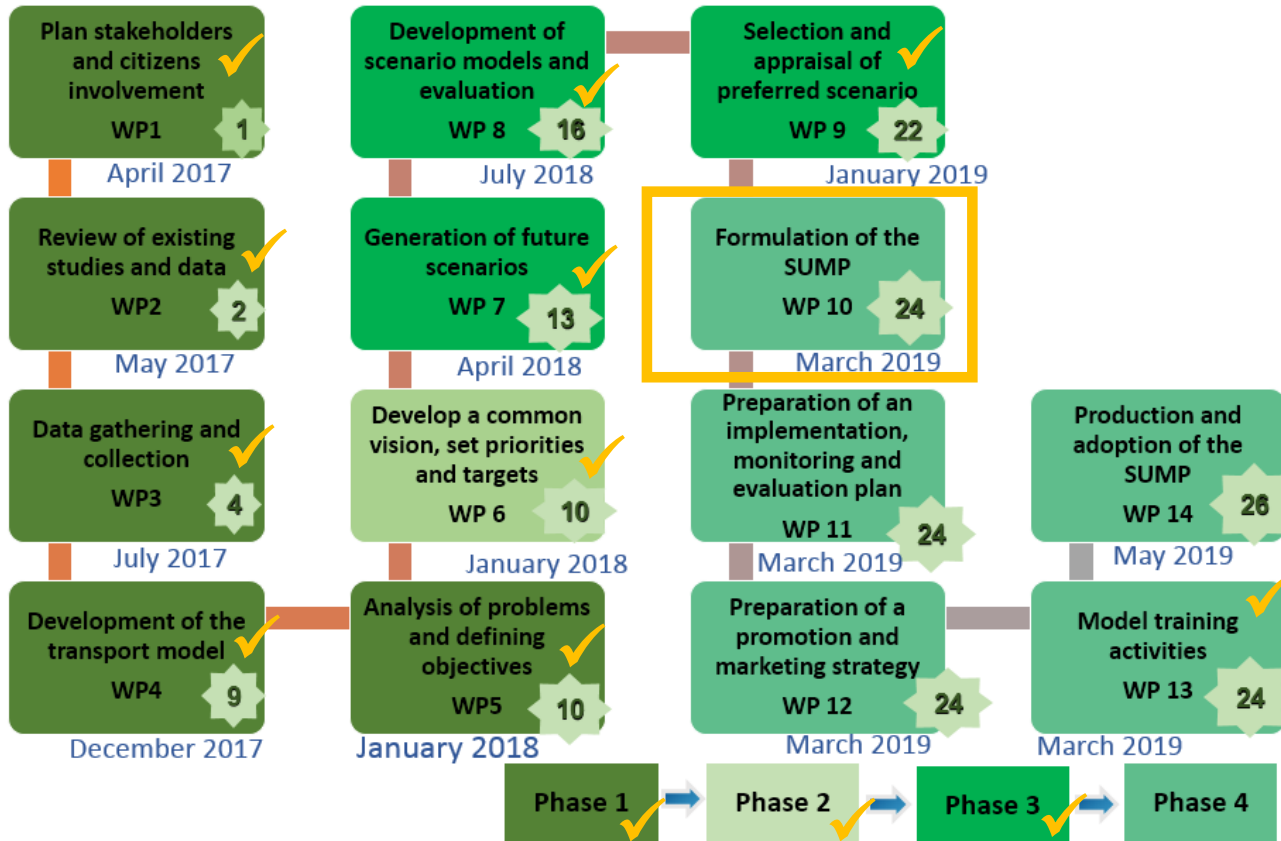 Plan stakeholders
and citizens
involvement
WP1
1
April 2017
Review of existing
studies and data
WP2
2
May 2017
Data gathering and
collection
WP3
4
July 2017
Development of the
transport model
WP4
9
December 2017
Analysis of problems
and defining
objectives
WP5
10
January 2018
Develop a common
vision, set priorities
and targets
WP 6
10
January 2018
Generation of future
scenarios
WP 7
13
April 2018
Development of
scenario models and
evaluation
WP 8
16
July 2018
Selection and
appraisal of
preferred scenario
WP 9
22
January 2019
Formulation of the
SUMP
WP 10
24
March 2019
Preparation of an
implementation,
monitoring and
evaluation plan
WP 11
24
March 2019
Preparation of a
promotion and
marketing strategy
WP 12
24
March 2019
Model training
activities
WP 13
24
March 2019
Production and
adoption of the
SUMP
WP 14
26
May 2019
Phase 1
Phase 2
Phase 3
Phase 4